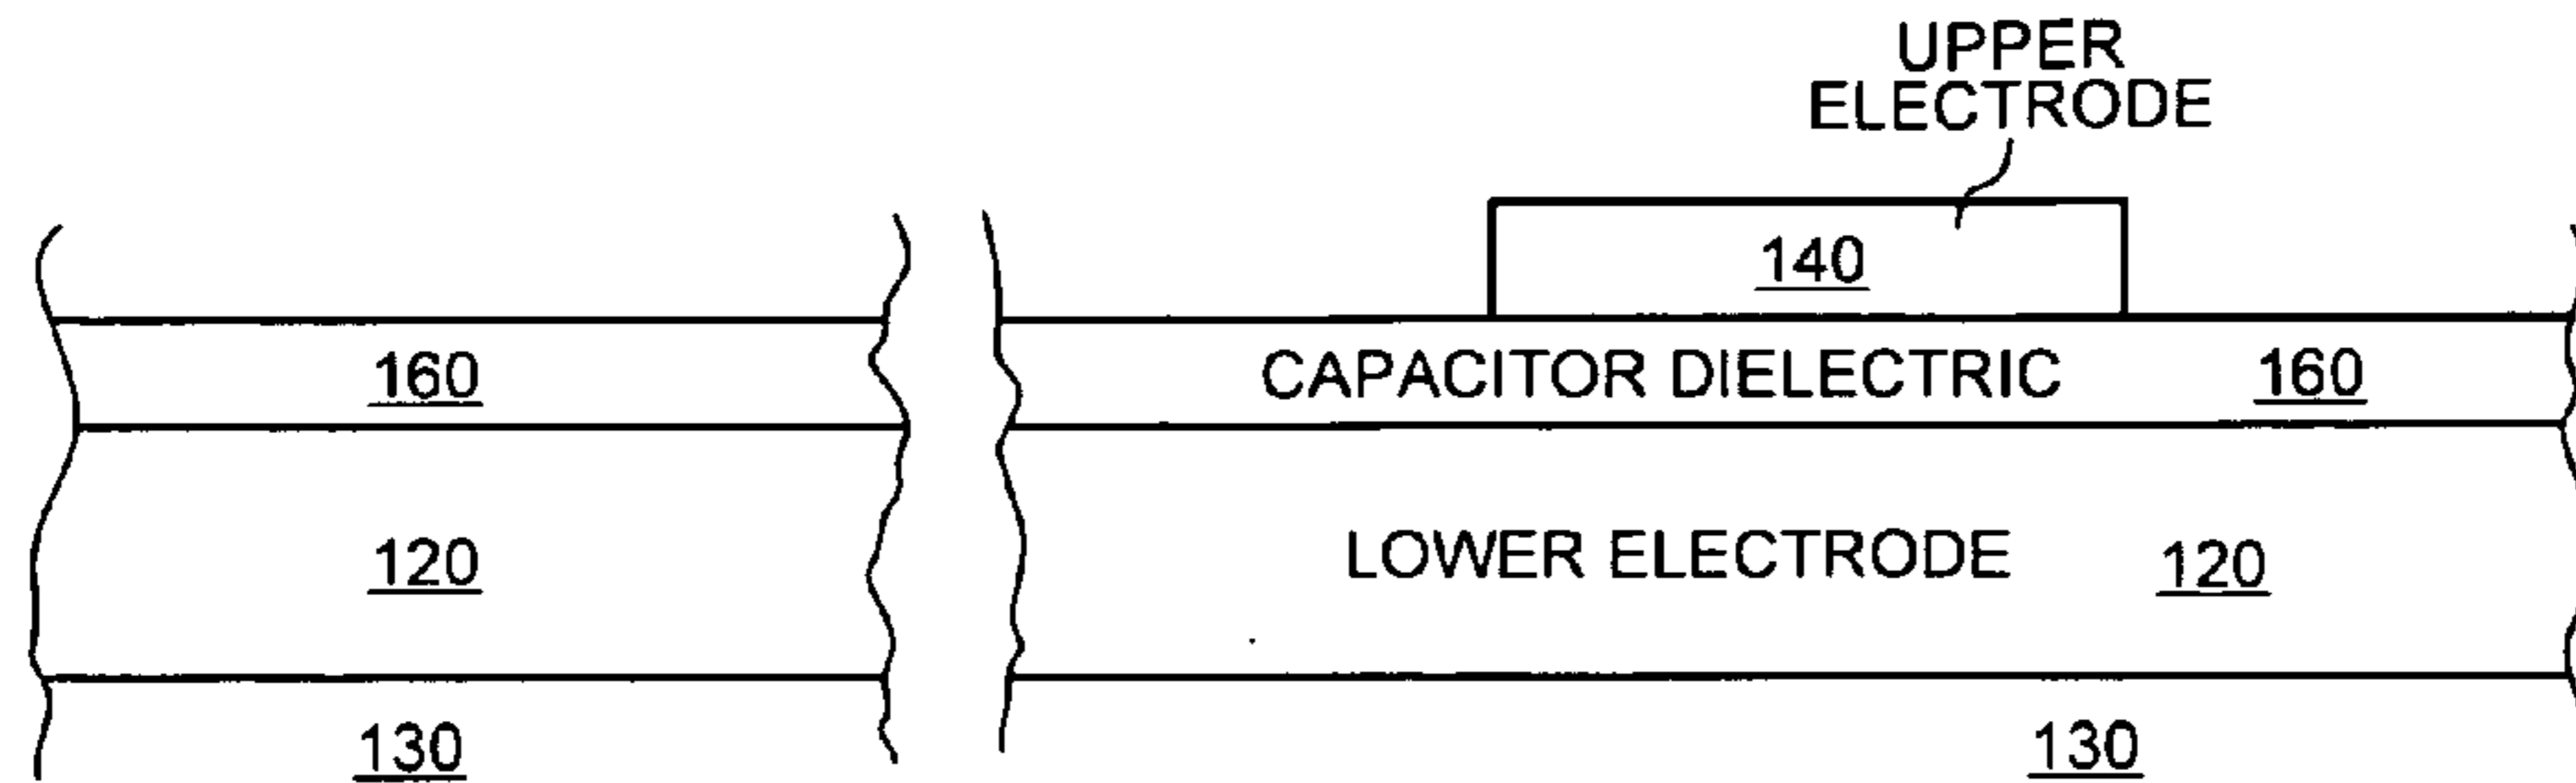 UPPER
ELECTRODE
140
160
CAPACITOR DIELECTRIC 160
120
LOWER ELECTRODE 120
130
130